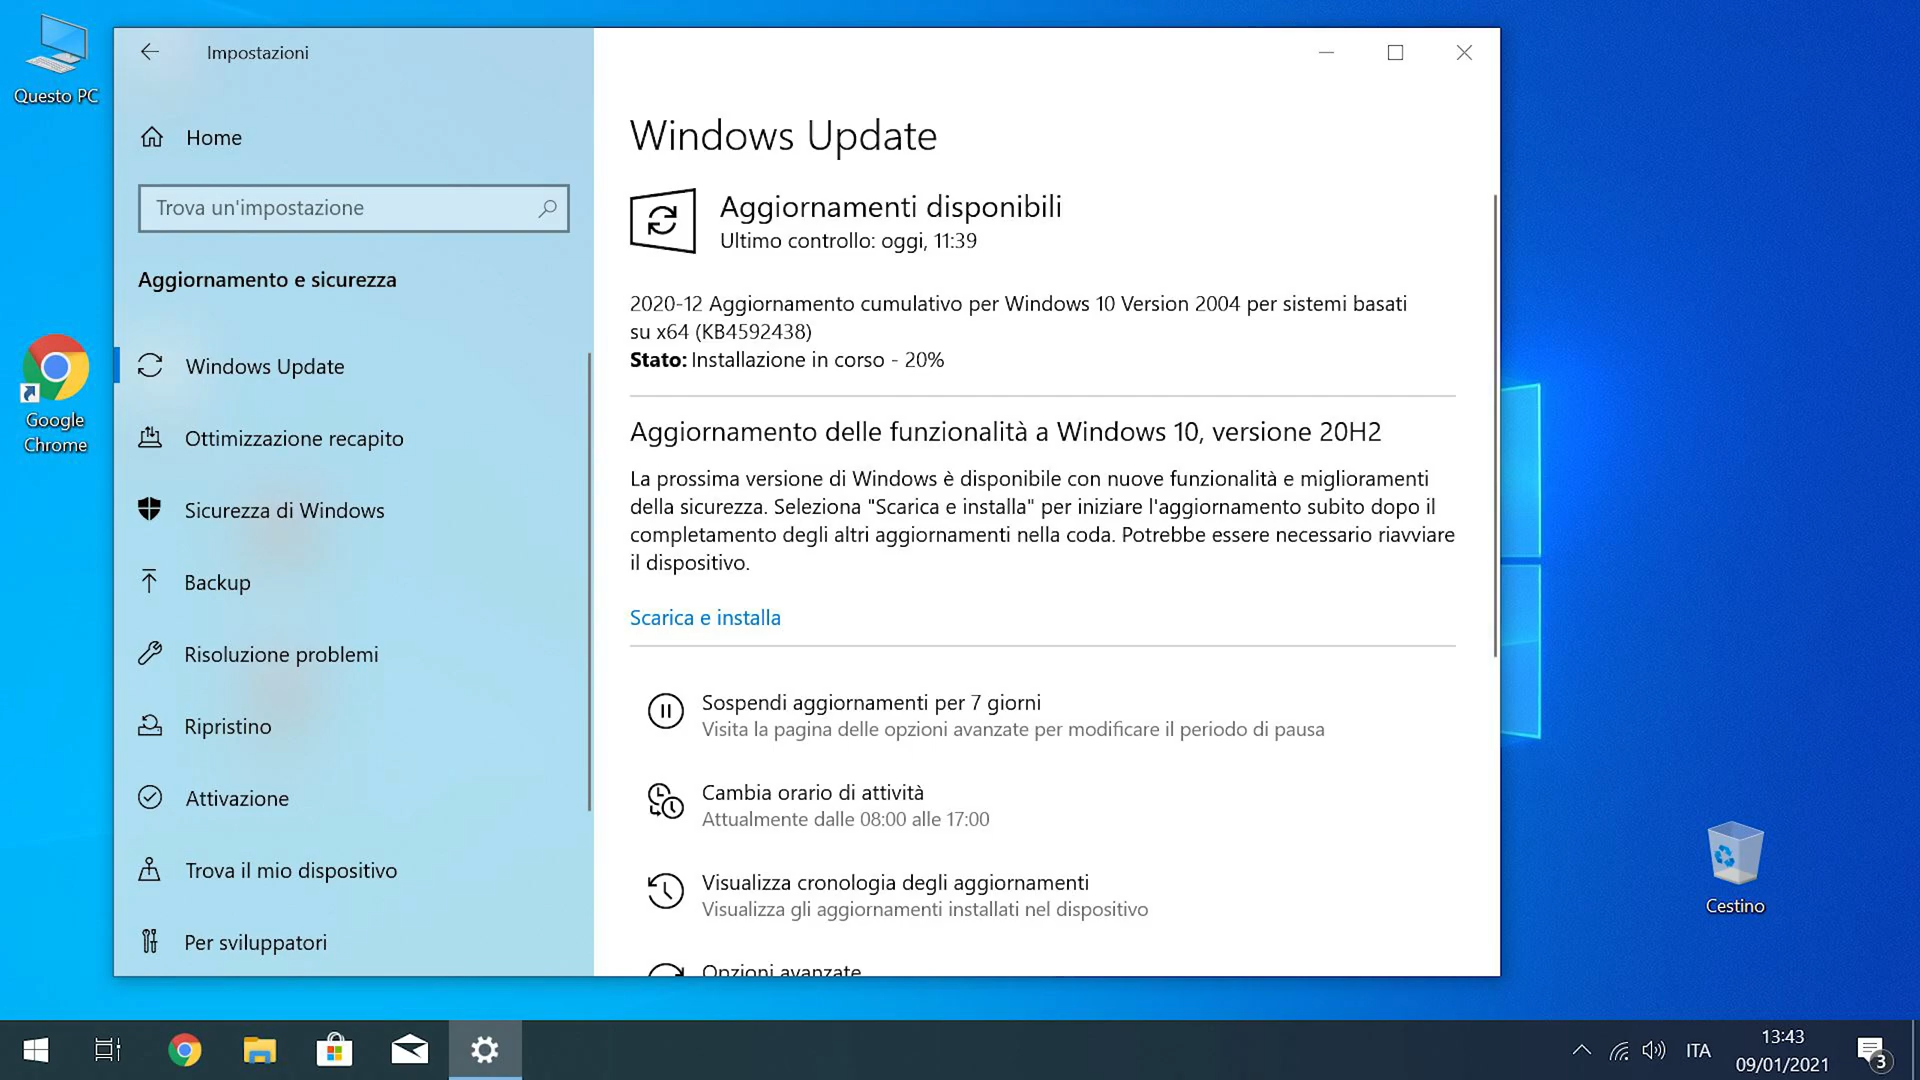 Questo PC
Impostazioni
Home
Trova un'impostazione
Aggiornamento e sicurezza
Google
Chrome
Windows Update
Ottimizzazione recapito
Sicurezza di Windows
Backup
Risoluzione problemi
Ripristino
Attivazione
Trova il mio dispositivo
Per sviluppatori
Windows Update
Aggiornamenti disponibili
Ultimo controllo: oggi, 11:39
2020-12 Aggiornamento cumulativo per Windows 10 Version 2004 per sistemi basati
su x64 (KB4592438)
Stato: Installazione in corso - 20%
Aggiornamento delle funzionalità a Windows 10, versione 20H2
La prossima versione di Windows è disponibile con nuove funzionalità e miglioramenti
della sicurezza. Seleziona "Scarica e installa" per iniziare l'aggiornamento subito dopo il
completamento degli altri aggiornamenti nella coda. Potrebbe essere necessario riavviare
il dispositivo.
Scarica e installa
Sospendi aggiornamenti per 7 giorni
Visita la pagina delle opzioni avanzate per modificare il periodo di pausa
Cambia orario di attività
Attualmente dalle 08:00 alle 17:00
Visualizza cronologia degli aggiornamenti
Visualizza gli aggiornamenti installati nel dispositivo
Opzioni avanzate
Cestino
ITA
13:43
09/01/2021
3